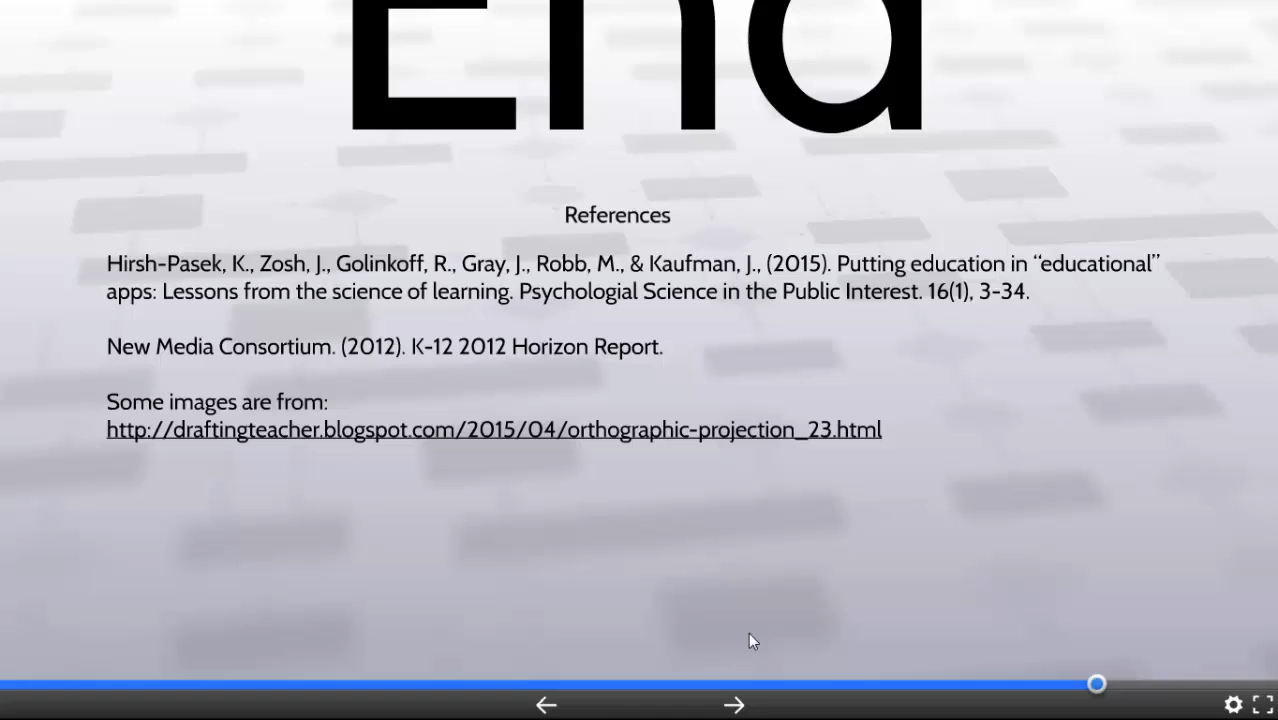 End
References
Hirsh-Pasek, K., Zosh, J., Golinkoff, R., Gray, J., Robb, M., & Kaufman, J., (2015). Putting education in “educational”
apps: Lessons from the science of learning. Psychologial Science in the Public Interest. 16(1), 3-34.
New Media Consortium. (2012). K-12 2012 Horizon Report.
Some images are from:
http://draftingteacher.blogspot.com/2015/04/orthographic-projection_23.html